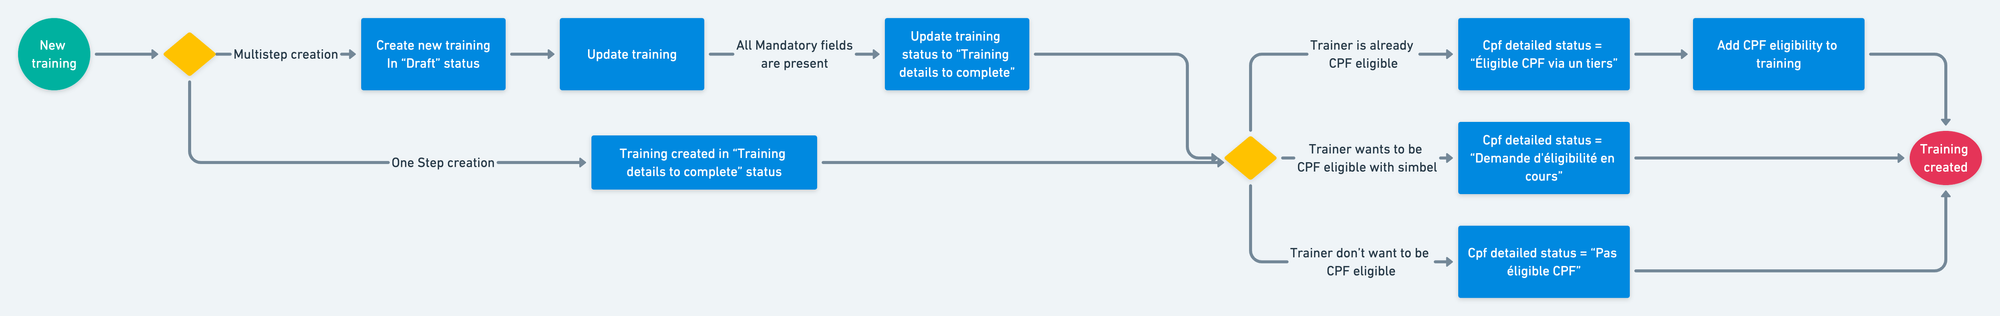 New
training
Multistep creation
Create new training
In “Draft” status
Update training
All Mandatory fields
are present
Update training
status to “Training
details to complete”
One Step creation
Training created in “Training
details to complete” status
Trainer is already
CPF eligible
Cpf detailed status =
“Éligible CPF via un tiers”
Add CPF eligibility to
training
Trainer wants to be
CPF eligible with simbel
Cpf detailed status =
“Demande d'éligibilité en
cours”
Training
created
Trainer don’t want to be
CPF eligible
Cpf detailed status = “Pas
éligible CPF”